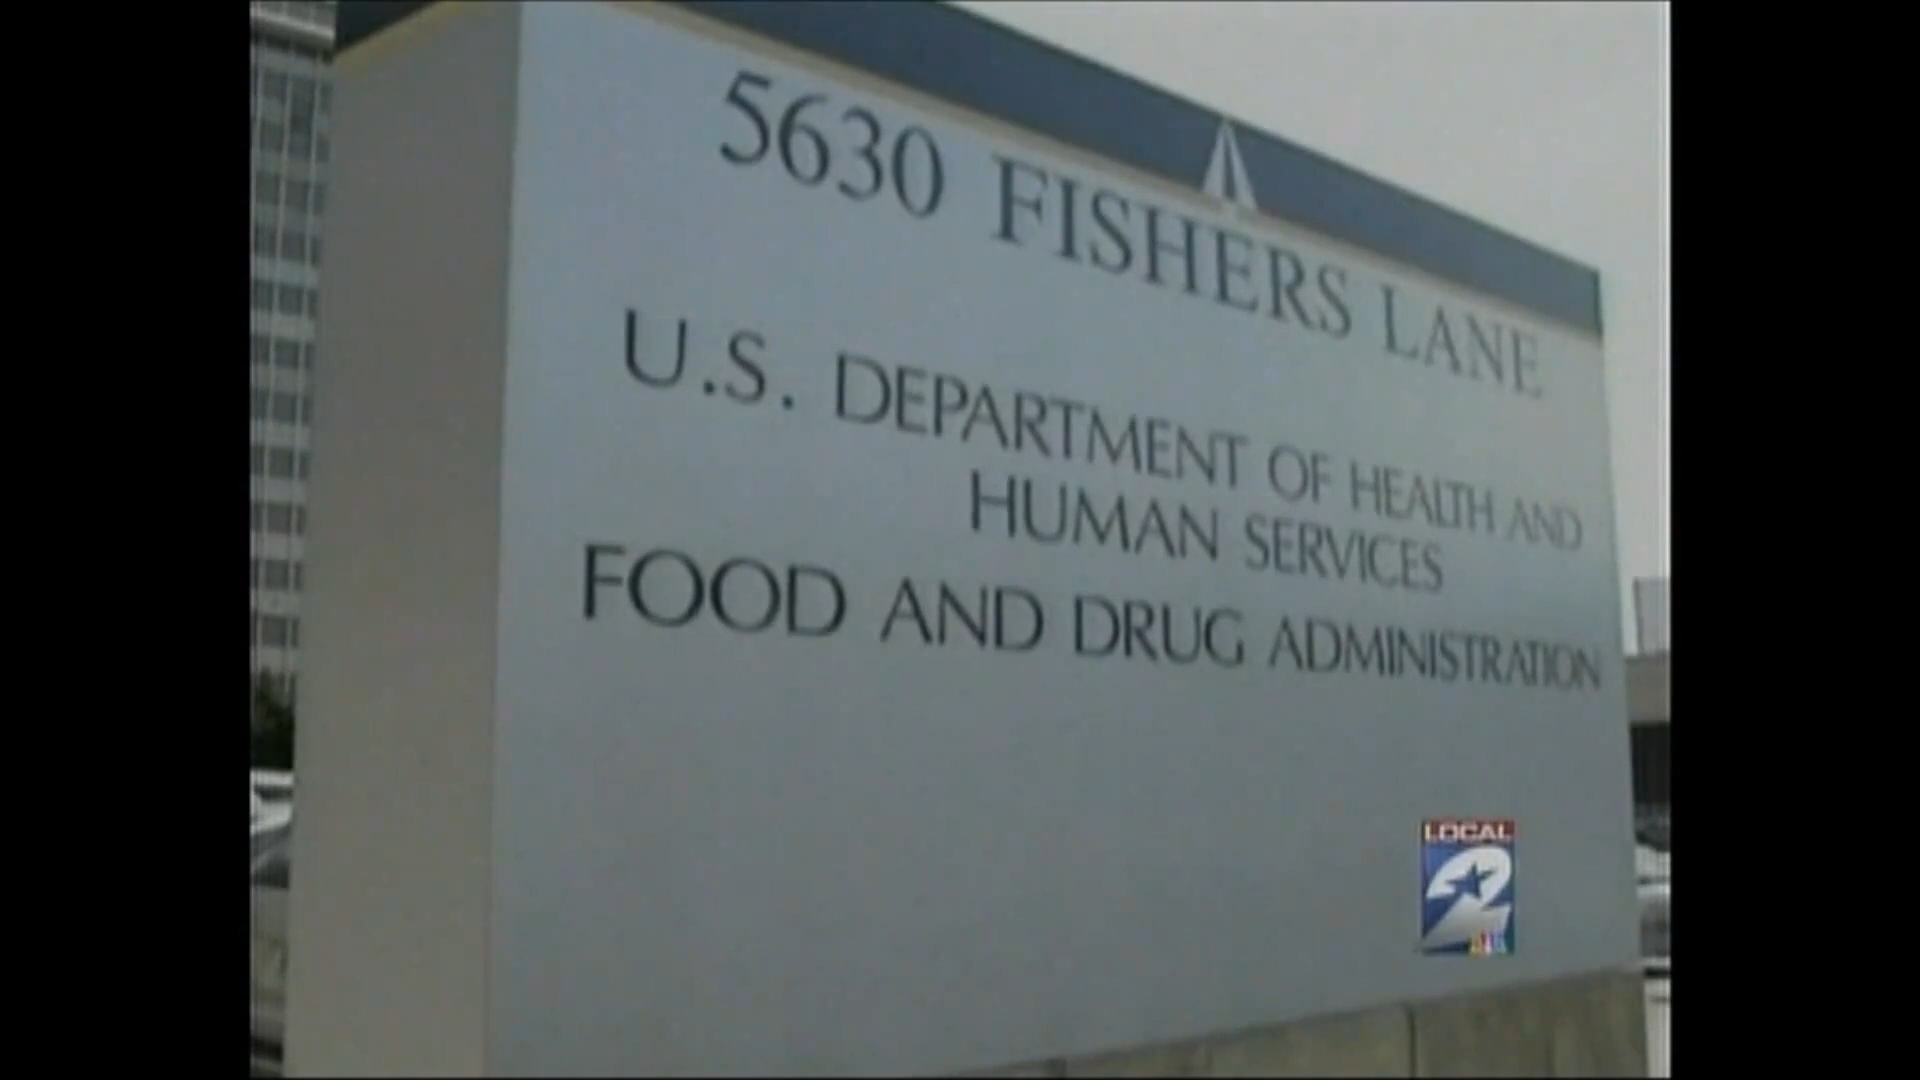 5630 FISHERS LANE
U.S. DEPARTMENT OF HEALTH AND
HUMAN SERVICES
FOOD AND DRUG ADMINISTRATION
LOCAL
2